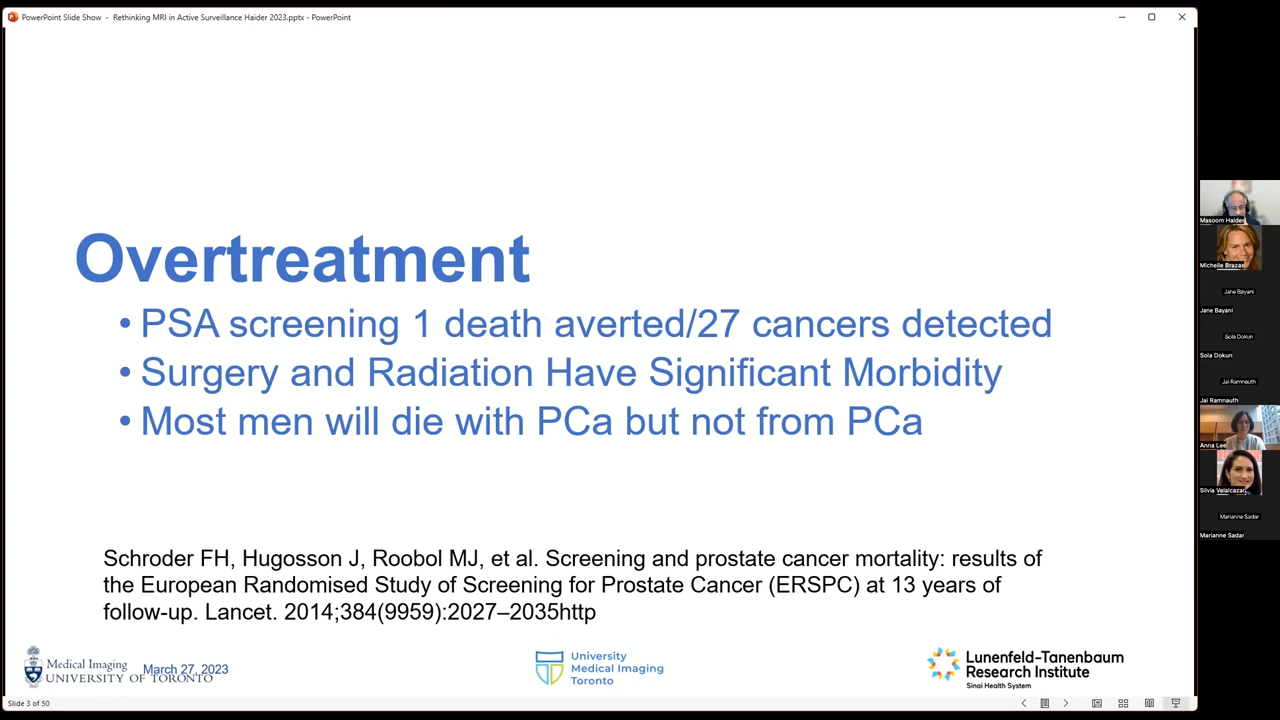 PowerPoint Slide Show - Rethinking MRI in Active Surveillance Haider 2023.pptx - PowerPoint
Overtreatment
• PSA screening 1 death averted/27 cancers detected
• Surgery and Radiation Have Significant Morbidity
• Most men will die with PCa but not from PCa
Schroder FH, Hugosson J, Roobol MJ, et al. Screening and prostate cancer mortality: results of
the European Randomised Study of Screening for Prostate Cancer (ERSPC) at 13 years of
follow-up. Lancet. 2014;384(9959):2027–2035http
Medical Imaging
UNIVERSITY OF TORONTO
March 27, 2023
University
Medical Imaging
Toronto
Lunenfeld-Tanenbaum
Research Institute
Sinai Health System
Slide 3 of 50
Masoom Haider
Michelle Brazas
Jane Bayani
Jane Bayani
Sola Dokun
Sola Dokun
Jai Ramnauth
Jai Ramnauth
Anna Lee
Silvia Velalcazar
Marianne Sadar
Marianne Sadar